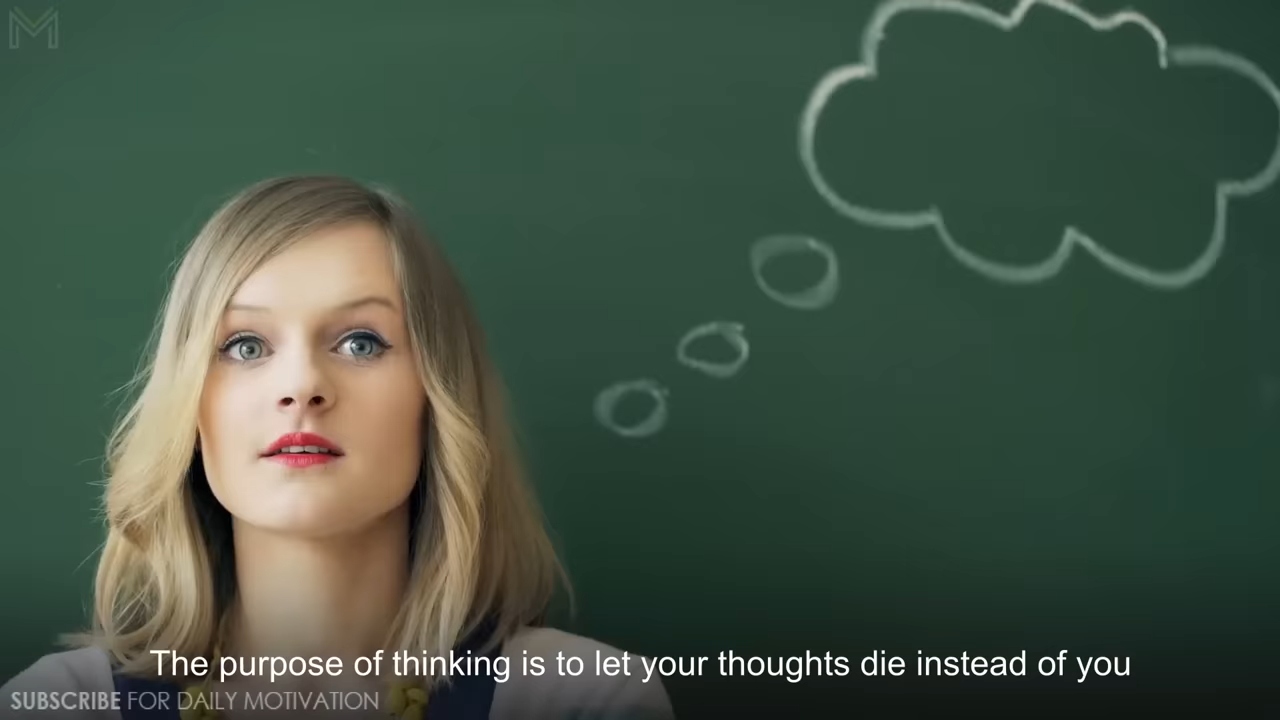 M
The purpose of thinking is to let your thoughts die instead of you
SUBSCRIBE FOR DAILY MOTIVATION